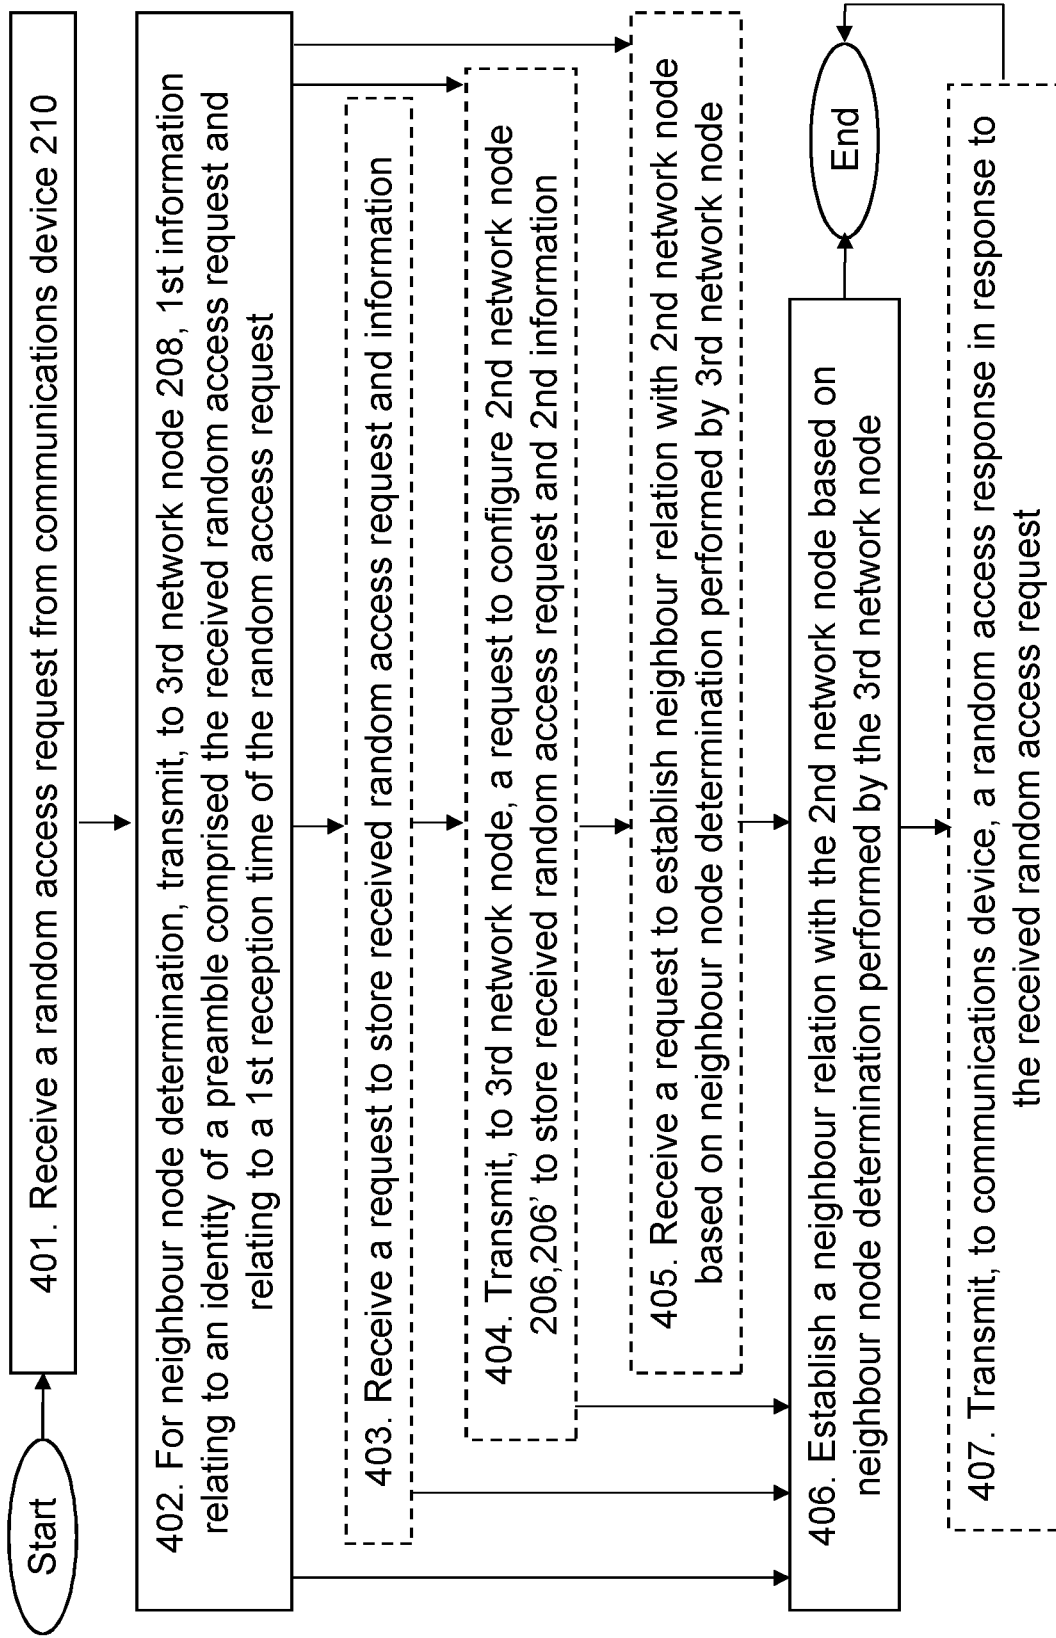 Start
401. Receive a random access request from communications device 210
402. For neighbour node determination, transmit, to 3rd network node 208, 1st information
relating to an identity of a preamble comprised the received random access request and
relating to a 1st reception time of the random access request
403. Receive a request to store received random access request and information
404. Transmit, to 3rd network node, a request to configure 2nd network node
206,206’ to store received random access request and 2nd information
405. Receive a request to establish neighbour relation with 2nd network node
based on neighbour node determination performed by 3rd network node
406. Establish a neighbour relation with the 2nd network node based on
neighbour node determination performed by the 3rd network node
End
407. Transmit, to communications device, a random access response in response to
the received random access request